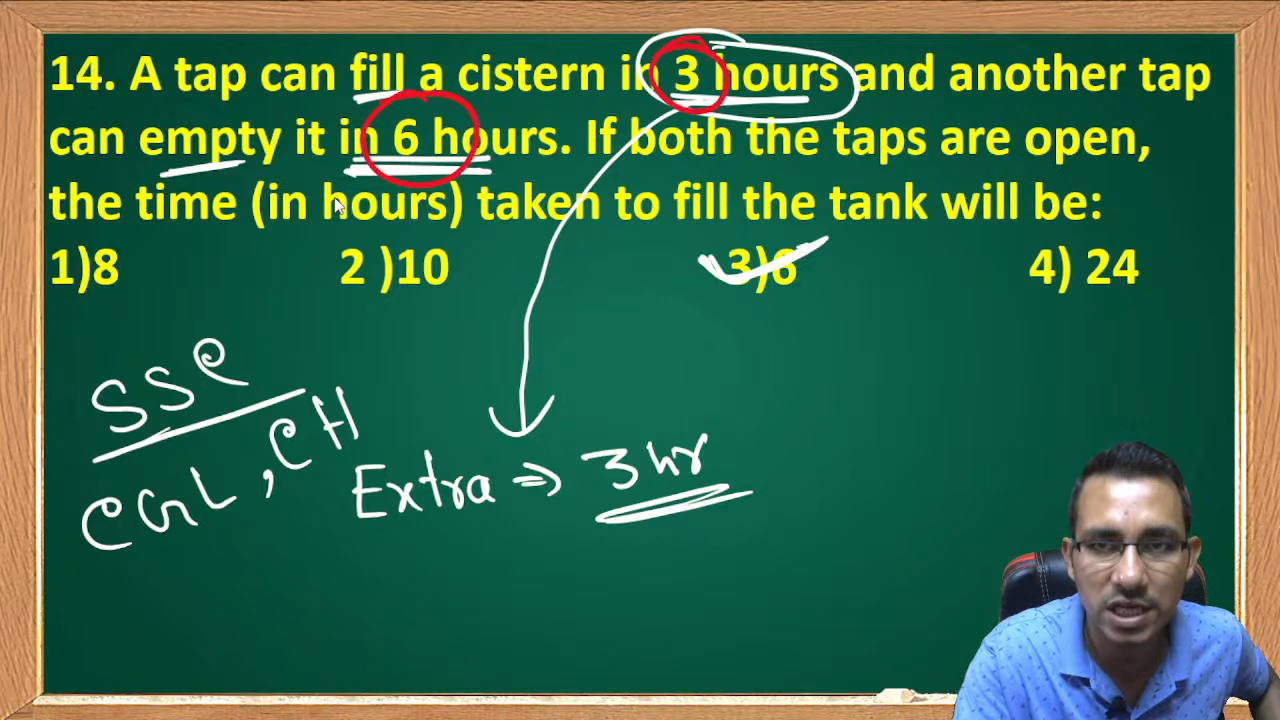 14. A tap can fill a cistern in 3 hours and another tap
can empty it in 6 hours. If both the taps are open,
the time (in hours) taken to fill the tank will be:
1)8 2 )10 3)6 4) 24
SSC
CGL, CH
Extra ⇒ 3 hr